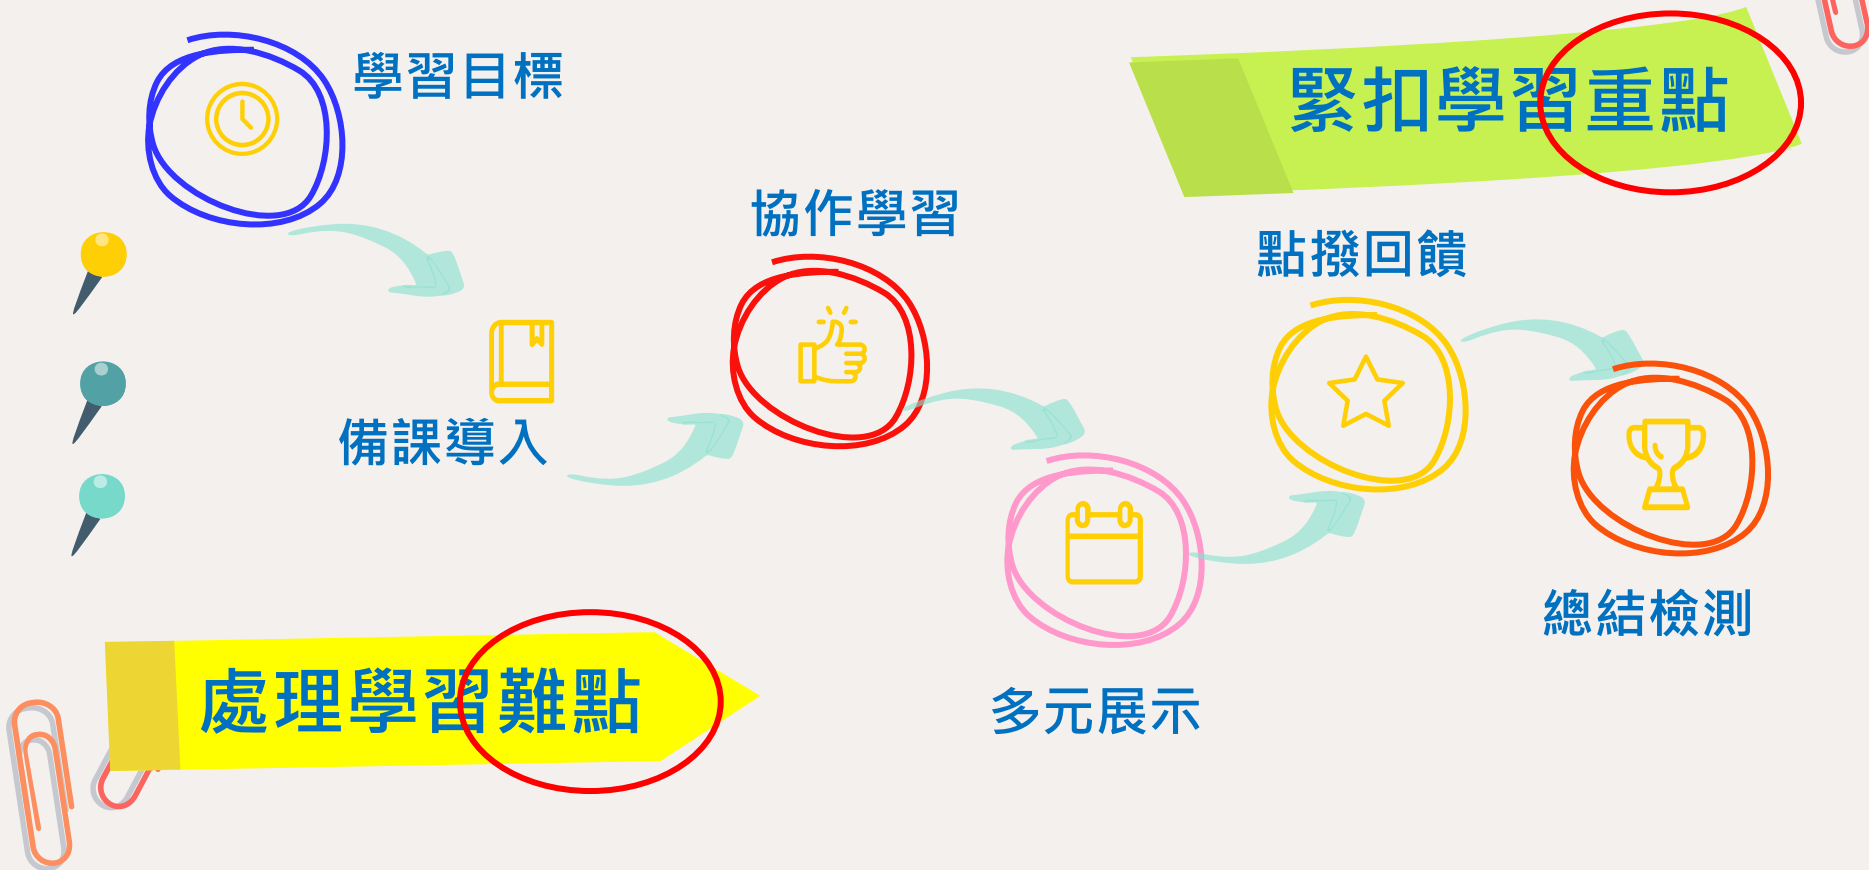 學習目標
緊扣學習重點
協作學習
點撥回饋
備課導入
總結檢測
處理學習難點
多元展示